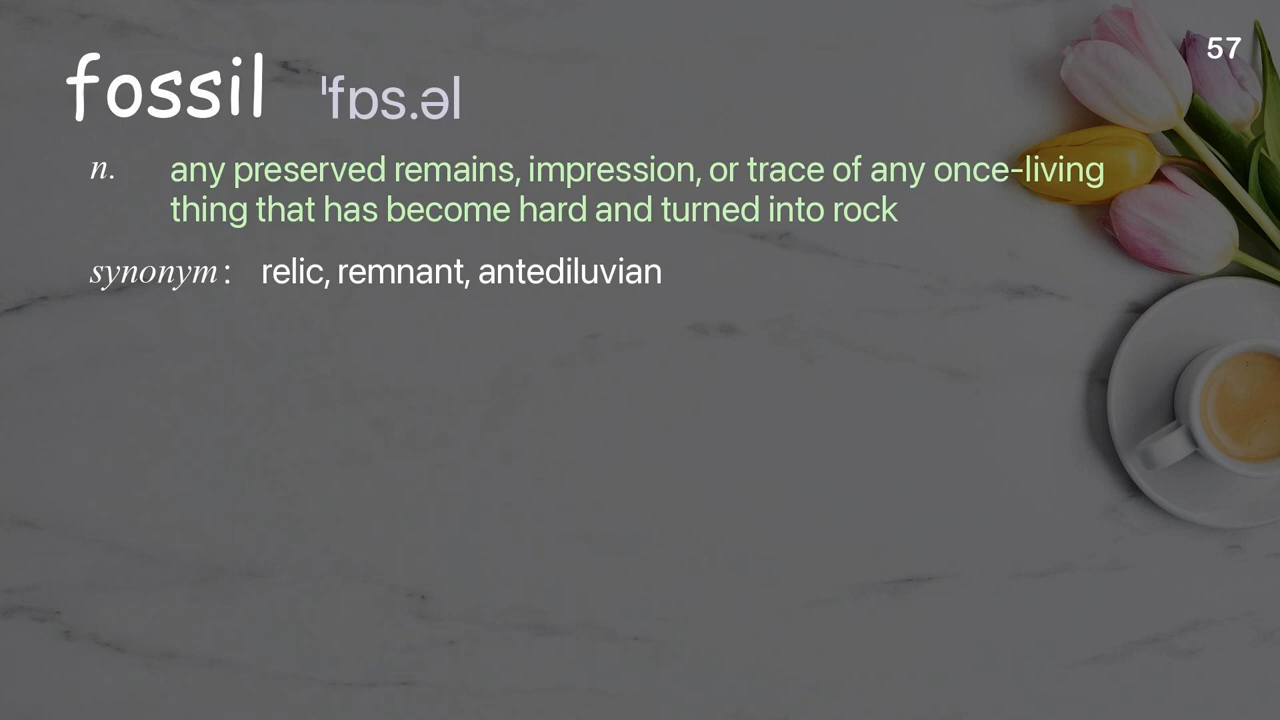 57
fossil ˈfɒs.əl
n. any preserved remains, impression, or trace of any once-living
thing that has become hard and turned into rock
synonym: relic, remnant, antediluvian